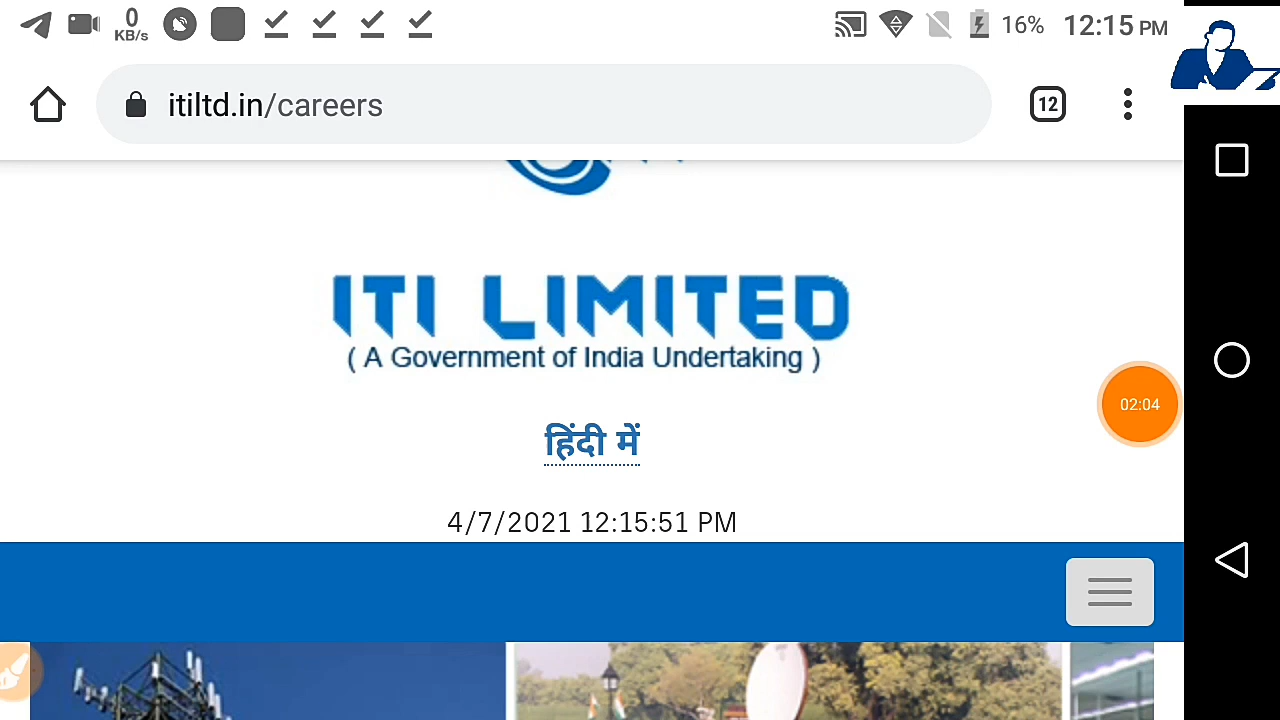 0
KB/s
16% 12:15 PM
itiltd.in/careers
12
ITI LIMITED
( A Government of India Undertaking )
02:04
हिंदी में
4/7/2021 12:15:51 PM